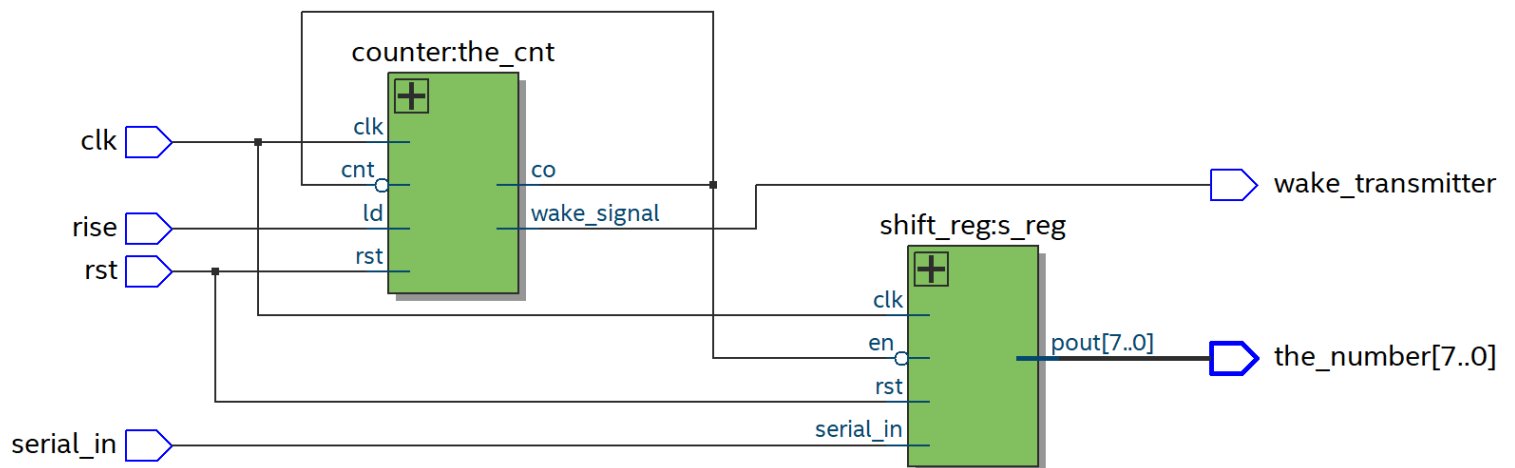 counter:the_cnt
clk
clk
cnt
co
wake_transmitter
rise
ld
wake_signal
shift_reg:s_reg
rst
rst
clk
en
pout[7..0]
the_number[7..0]
rst
serial_in
serial_in